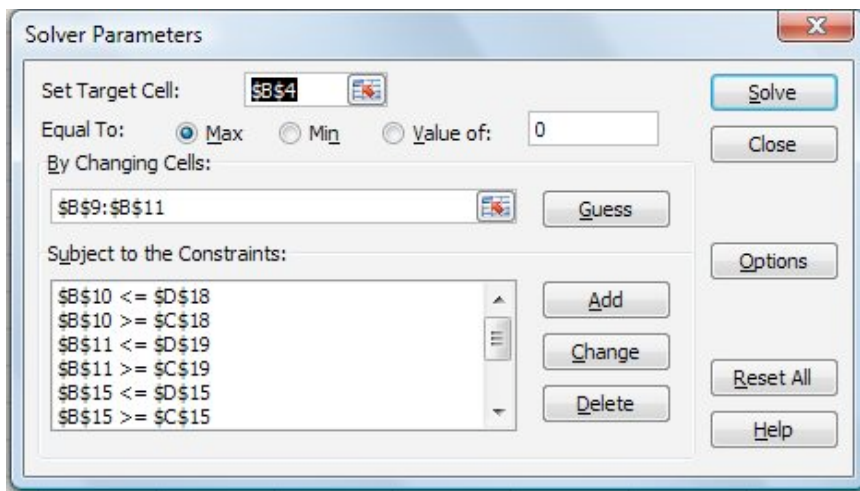 Solver Parameters
Set Target Cell: $B$4
Solve
Equal To: Max Min Value of: 0
Close
By Changing Cells:
$B$9:$B$11
Guess
Subject to the Constraints:
Options
$B$10 <= $D$18
$B$10 >= $C$18
$B$11 <= $D$19
$B$11 >= $C$19
$B$15 <= $D$15
$B$15 >= $C$15
Add
Change
Delete
Reset All
Help